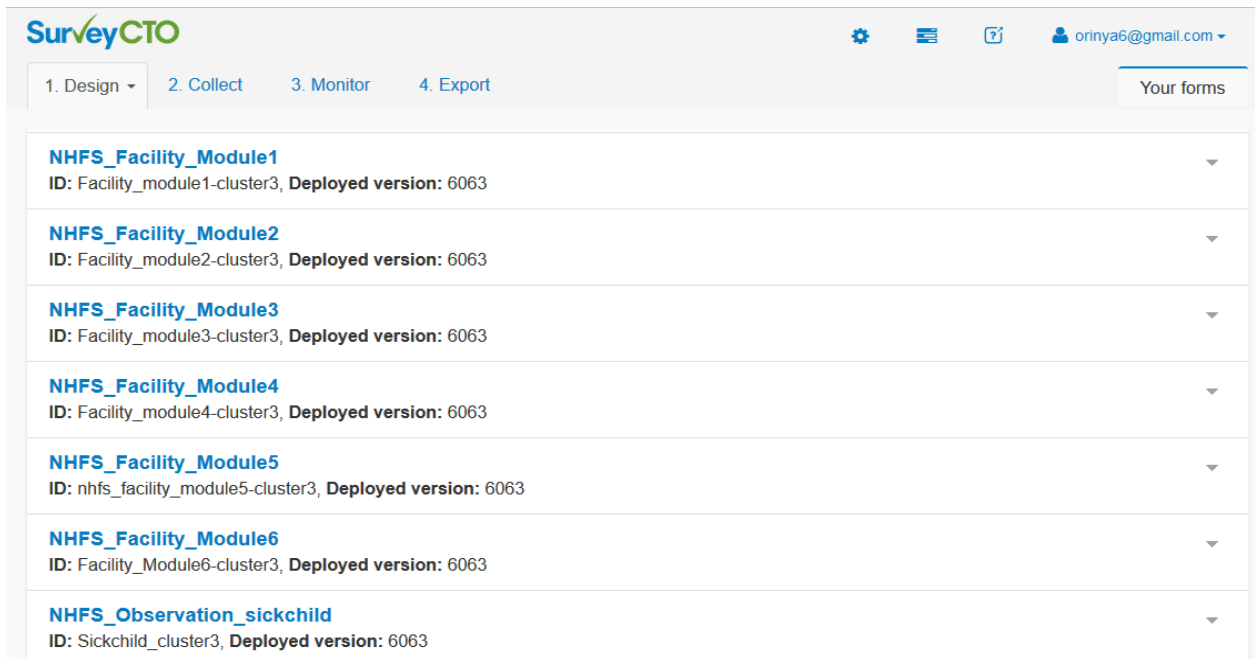 SurveyCTO
orinya6@gmail.com
1. Design 2. Collect 3. Monitor 4. Export Your forms
NHFS_Facility_Module1
ID: Facility_module1-cluster3, Deployed version: 6063
NHFS_Facility_Module2
ID: Facility_module2-cluster3, Deployed version: 6063
NHFS_Facility_Module3
ID: Facility_module3-cluster3, Deployed version: 6063
NHFS_Facility_Module4
ID: Facility_module4-cluster3, Deployed version: 6063
NHFS_Facility_Module5
ID: nhfs_facility_module5-cluster3, Deployed version: 6063
NHFS_Facility_Module6
ID: Facility_Module6-cluster3, Deployed version: 6063
NHFS_Observation_sickchild
ID: Sickchild_cluster3, Deployed version: 6063